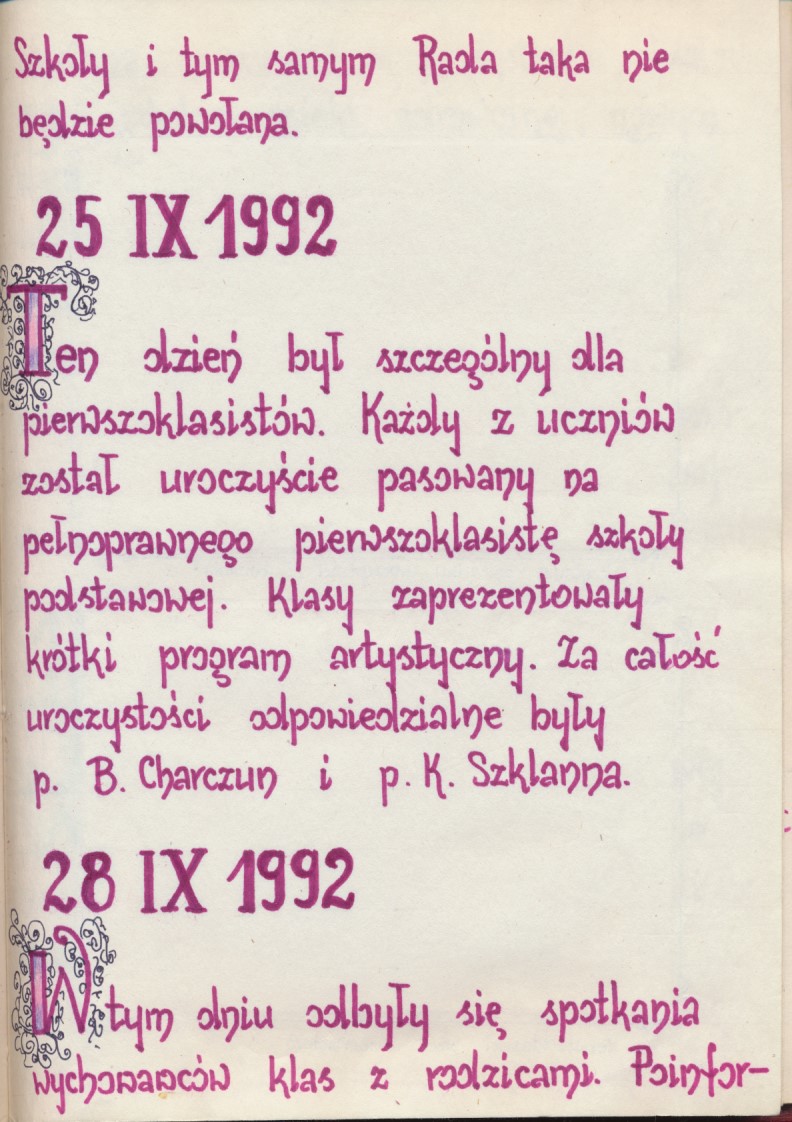 Szkoły i tym samym Rada taka nie
będzie powołana.
25 IX 1992
Ten dzień był szczególny dla
pierwszoklasistów. Każdy z uczniów
został uroczyście pasowany na
pełnoprawnego pierwszoklasistę szkoły
podstawowej. Klasy zaprezentowały
krótki program artystyczny. Za całość
uroczystości odpowiedzialne były
p. B. Charczun i p. K. Szklanna.
28 IX 1992
W tym dniu odbyły się spotkania
wychowawców klas z rodzicami. Poinfor-